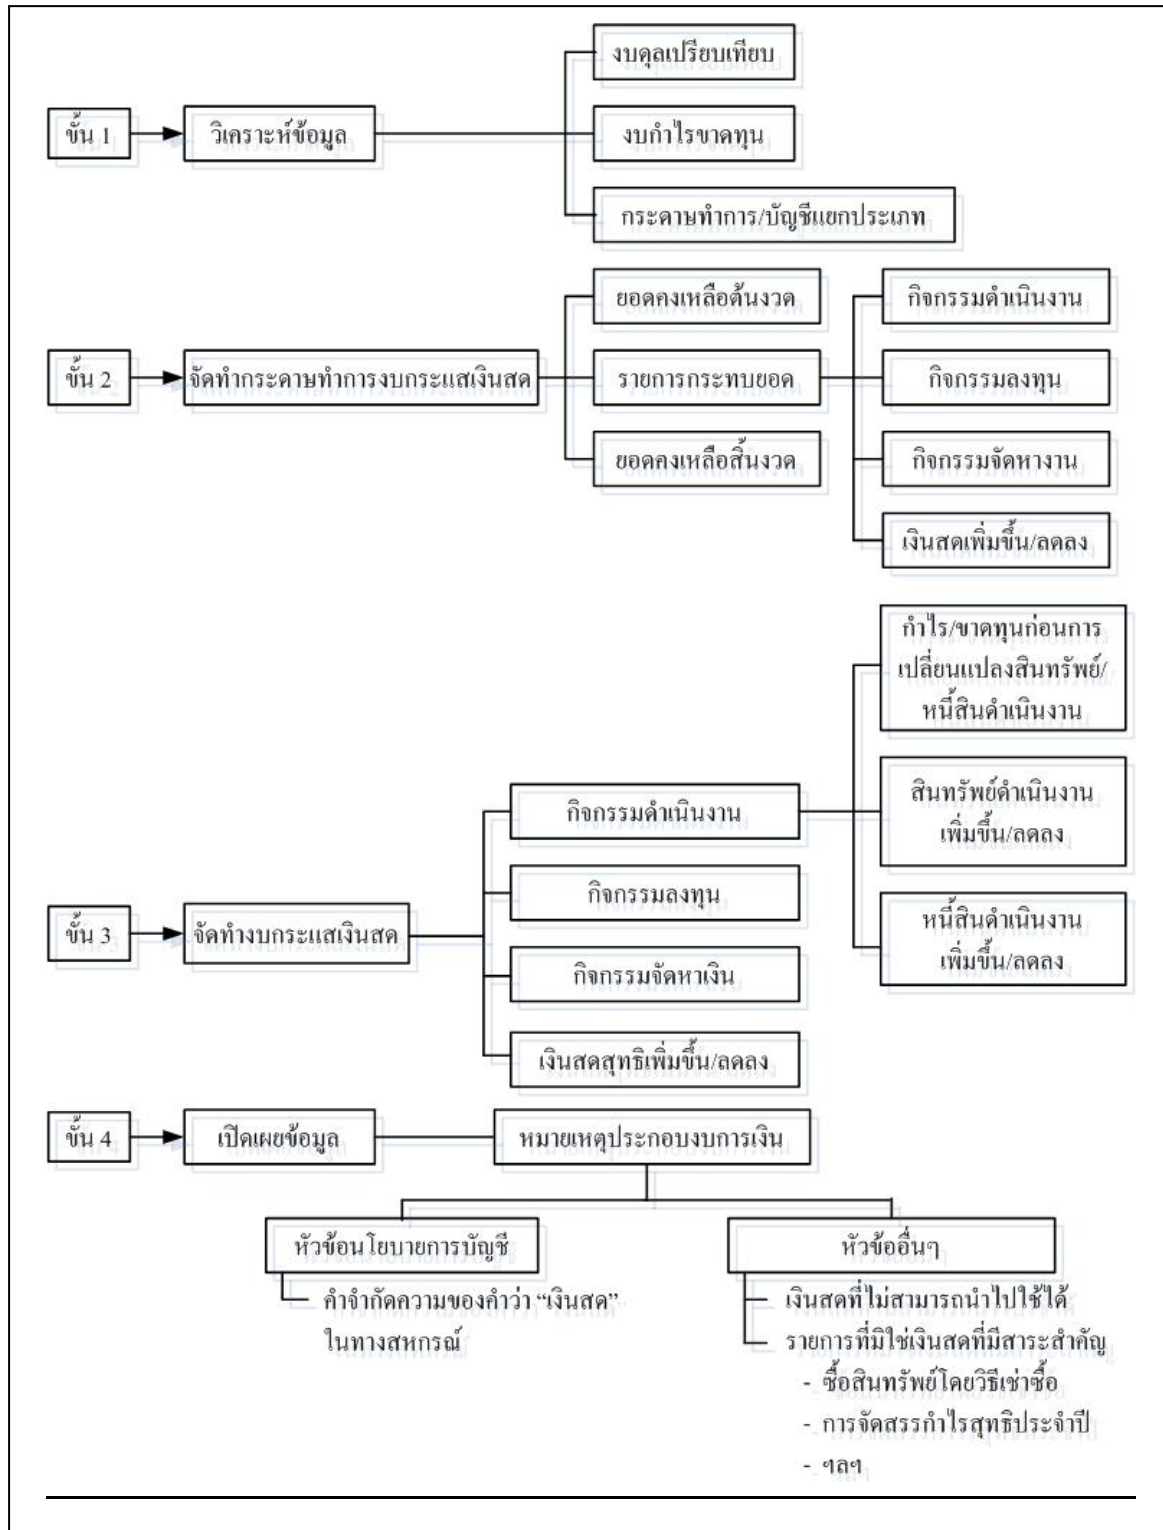 งบดุลเปรียบเทียบ
ขั้น 1
วิเคราะห์ข้อมูล
งบกำไรขาดทุน
กระดาษทำการ/บัญชีแยกประเภท
ยอดคงเหลือต้นงวด
กิจกรรมดำเนินงาน
ขั้น 2
จัดทำกระดาษทำการงบกระแสเงินสด
รายการกระทบยอด
กิจกรรมลงทุน
ยอดคงเหลือสิ้นงวด
กิจกรรมจัดหางาน
เงินสดเพิ่มขึ้น/ลดลง
กำไร/ขาดทุนก่อนการ
เปลี่ยนแปลงสินทรัพย์/
หนี้สินดำเนินงาน
กิจกรรมดำเนินงาน
สินทรัพย์ดำเนินงาน
เพิ่มขึ้น/ลดลง
กิจกรรมลงทุน
ขั้น 3
จัดทำงบกระแสเงินสด
หนี้สินดำเนินงาน
เพิ่มขึ้น/ลดลง
กิจกรรมจัดหาเงิน
เงินสดสุทธิเพิ่มขึ้น/ลดลง
ขั้น 4
เปิดเผยข้อมูล
หมายเหตุประกอบงบการเงิน
หัวข้อนโยบายการบัญชี
คำจำกัดความของคำว่า “เงินสด”
ในทางสหกรณ์
หัวข้ออื่นๆ
เงินสดที่ไม่สามารถนำไปใช้ได้
รายการที่มิใช่เงินสดที่มีสาระสำคัญ
- ซื้อสินทรัพย์โดยวิธีเช่าซื้อ
- การจัดสรรกำไรสุทธิประจำปี
- ฯลฯ